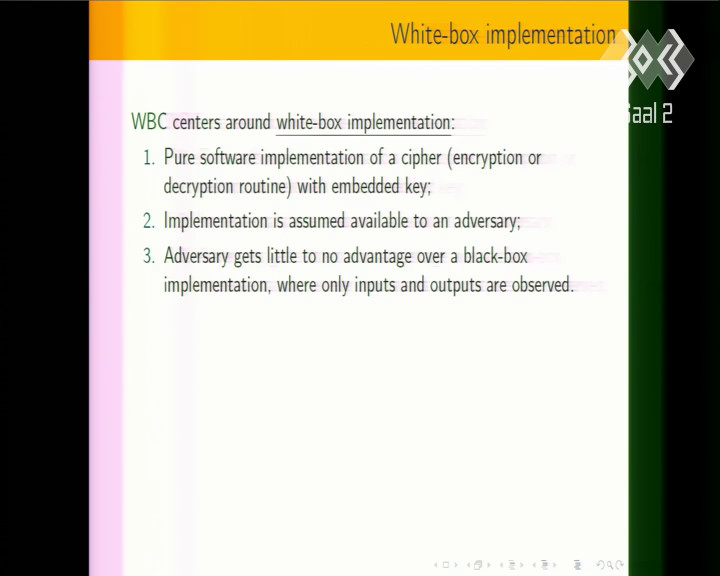 White-box implementation
Saal 2
WBC centers around white-box implementation:
1. Pure software implementation of a cipher (encryption or
decryption routine) with embedded key;
2. Implementation is assumed available to an adversary;
3. Adversary gets little to no advantage over a black-box
implementation, where only inputs and outputs are observed.